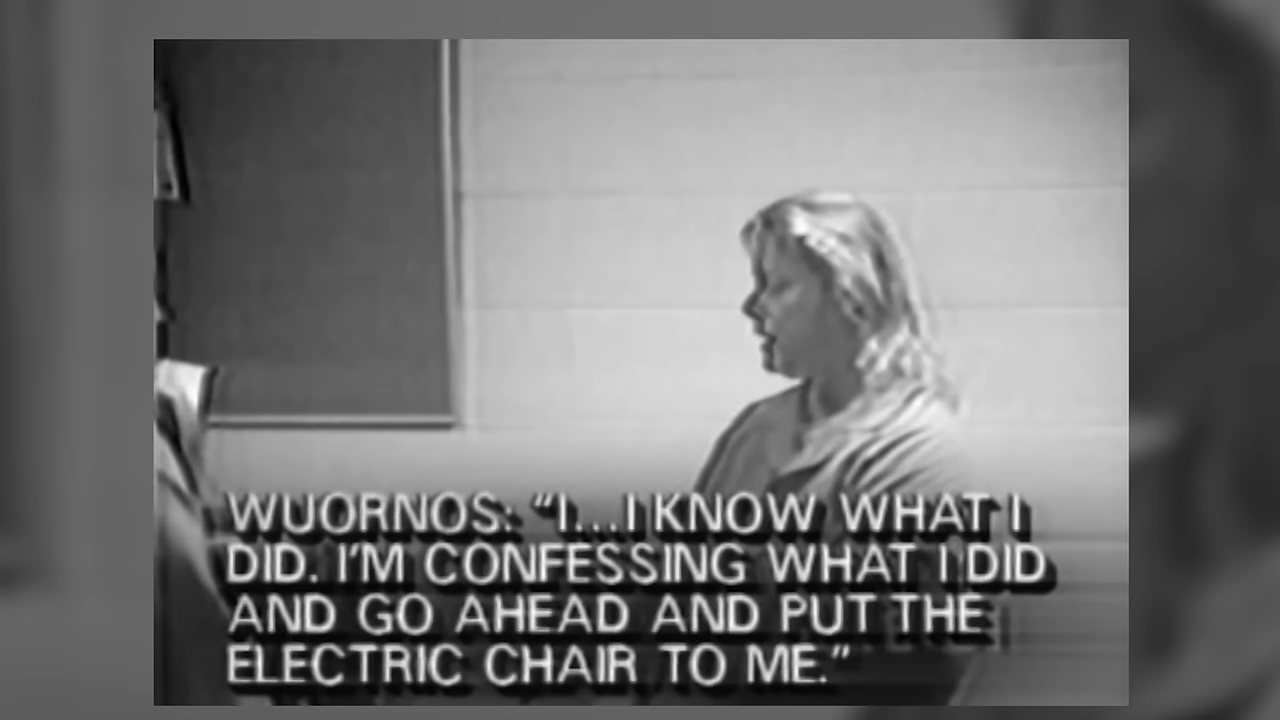 WUORNOS: “I...I KNOW WHAT I
DID. I’M CONFESSING WHAT I DID
AND GO AHEAD AND PUT THE
ELECTRIC CHAIR TO ME.”